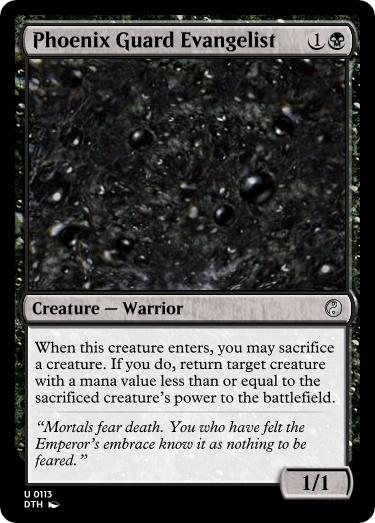 Phoenix Guard Evangelist 1
Creature — Warrior
When this creature enters, you may sacrifice
a creature. If you do, return target creature
with a mana value less than or equal to the
sacrificed creature's power to the battlefield.
“Mortals fear death. You who have felt the
Emperor's embrace know it as nothing to be
feared.”
1/1
U 0113
DTH